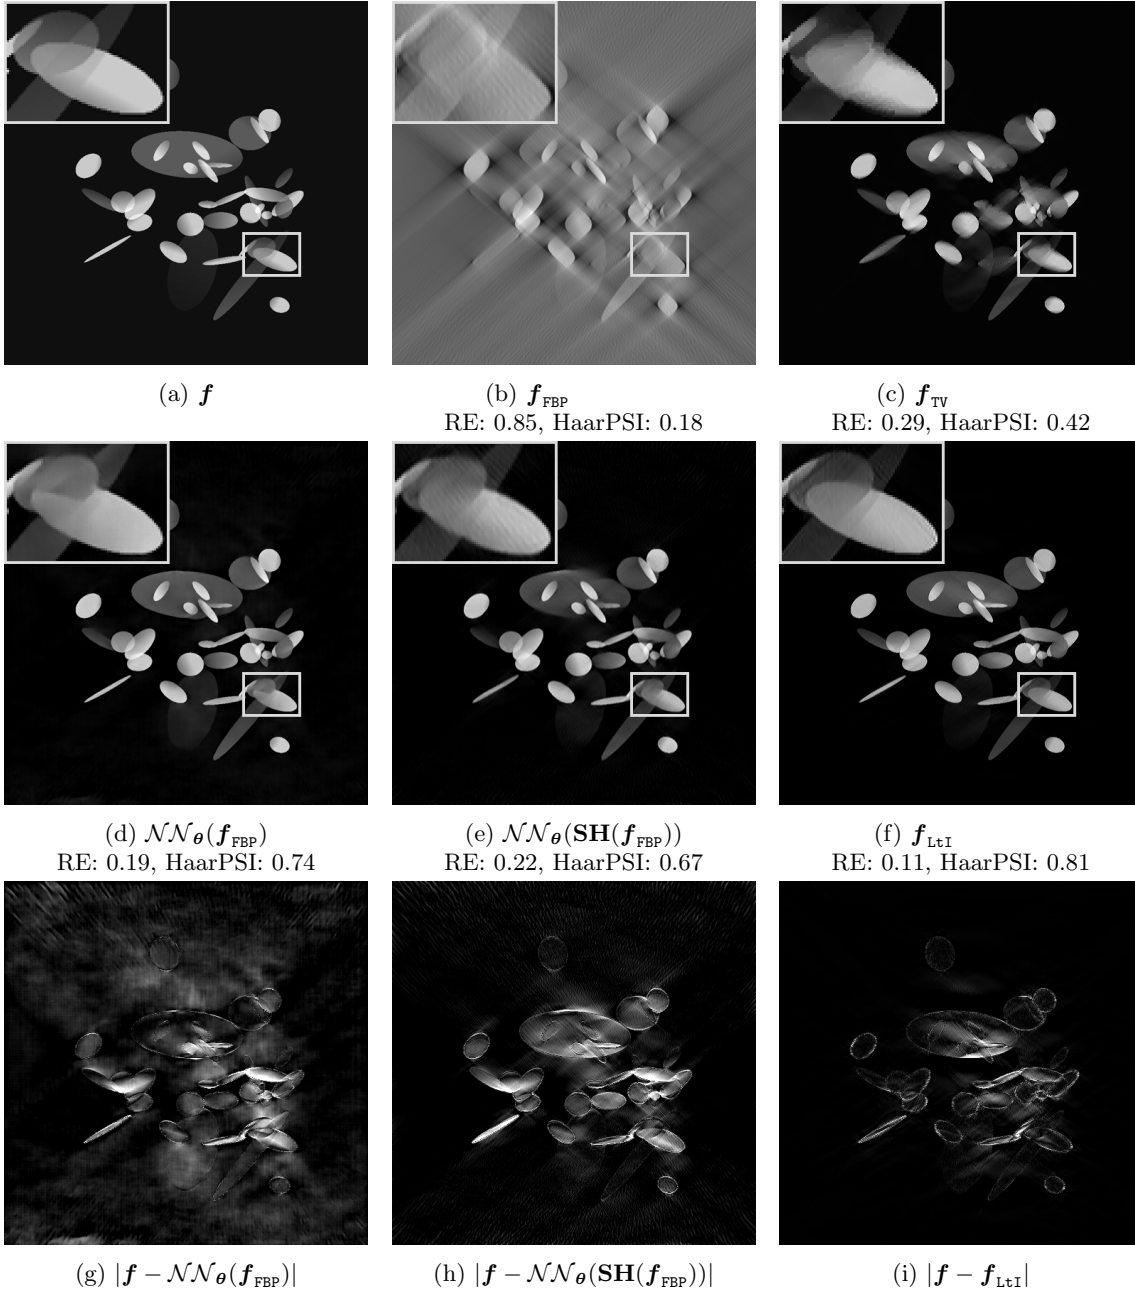 (a) f
(b) f_FBP
RE: 0.85, HaarPSI: 0.18
(c) f_TV
RE: 0.29, HaarPSI: 0.42
(d) 𝒩𝒩_θ(f_FBP)
RE: 0.19, HaarPSI: 0.74
(e) 𝒩𝒩_θ(SH(f_FBP))
RE: 0.22, HaarPSI: 0.67
(f) f_LtI
RE: 0.11, HaarPSI: 0.81
(g) |f − 𝒩𝒩_θ(f_FBP)|
(h) |f − 𝒩𝒩_θ(SH(f_FBP))|
(i) |f − f_LtI|